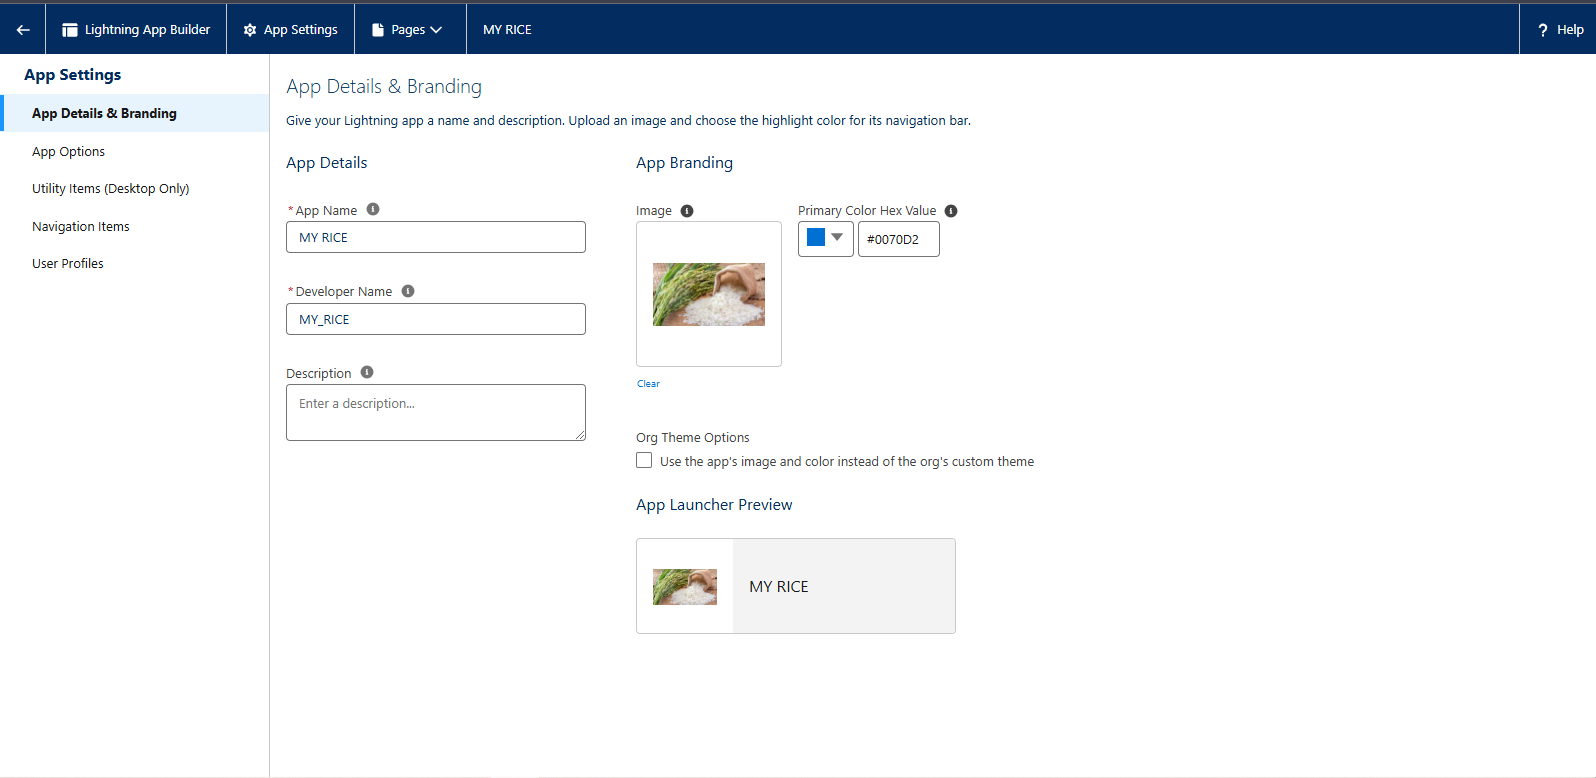 Lightning App Builder
App Settings
Pages
MY RICE
? Help
App Settings
App Details & Branding
App Options
Utility Items (Desktop Only)
Navigation Items
User Profiles
App Details & Branding
Give your Lightning app a name and description. Upload an image and choose the highlight color for its navigation bar.
App Details
*App Name
MY RICE
*Developer Name
MY_RICE
Description
Enter a description...
App Branding
Image
Clear
Primary Color Hex Value
#0070D2
Org Theme Options
Use the app's image and color instead of the org's custom theme
App Launcher Preview
MY RICE